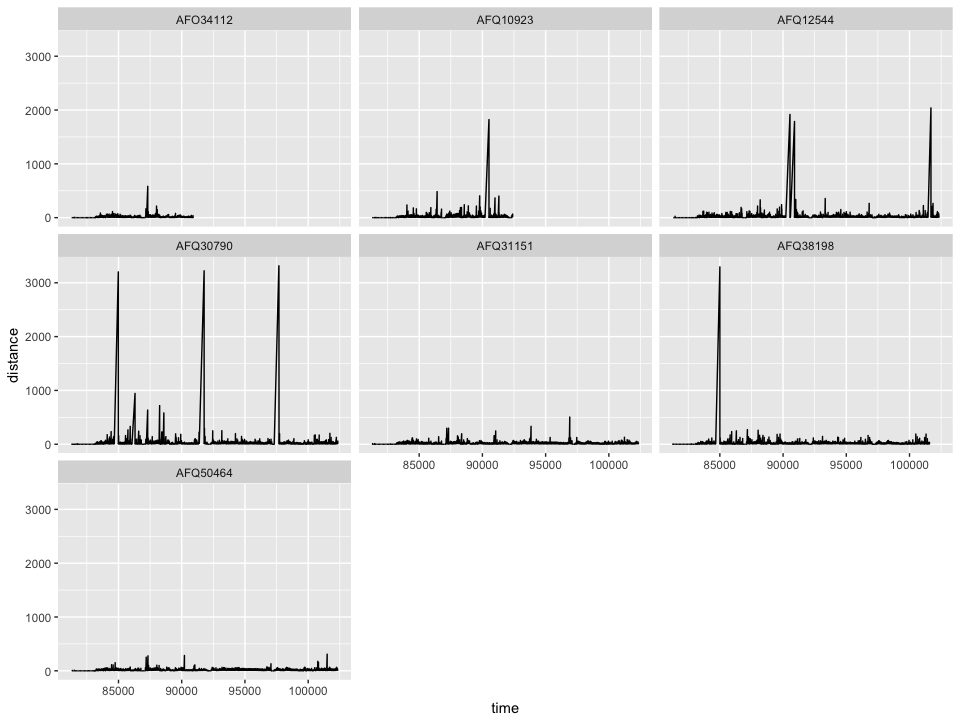 AFO34112 AFQ10923 AFQ12544
3000
2000
1000
0
AFQ30790 AFQ31151 AFQ38198
3000
2000
1000
0
85000 90000 95000 100000 85000 90000 95000 100000
AFQ50464
3000
2000
1000
0
85000 90000 95000 100000
distance
time